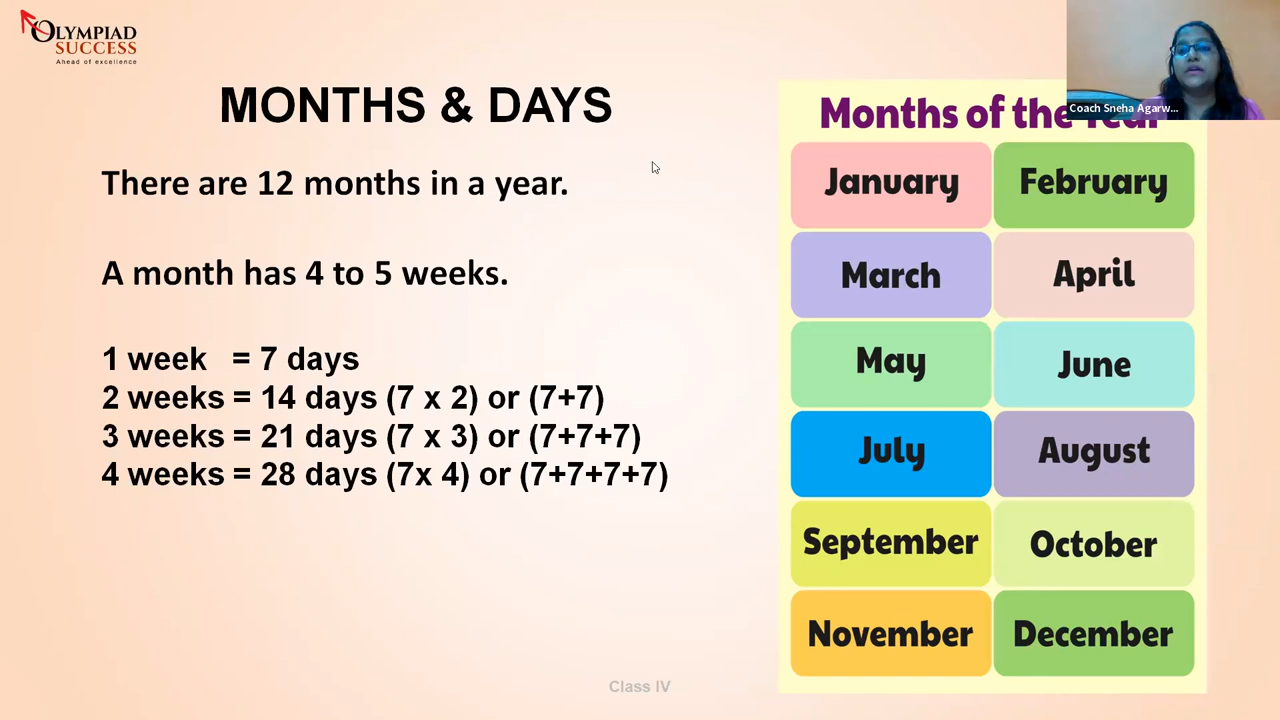 OLYMPIAD
SUCCESS
Ahead of excellence
MONTHS & DAYS
There are 12 months in a year.
A month has 4 to 5 weeks.
1 week = 7 days
2 weeks = 14 days (7 x 2) or (7+7)
3 weeks = 21 days (7 x 3) or (7+7+7)
4 weeks = 28 days (7x 4) or (7+7+7+7)
Coach Sneha Agarw...
Months of the Year
January February
March April
May June
July August
September October
November December
Class IV